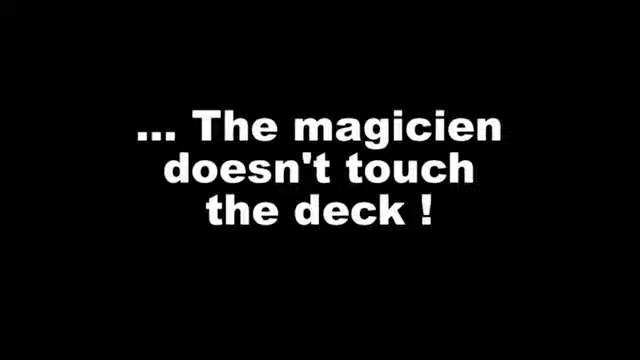 ... The magicien
doesn't touch
the deck !